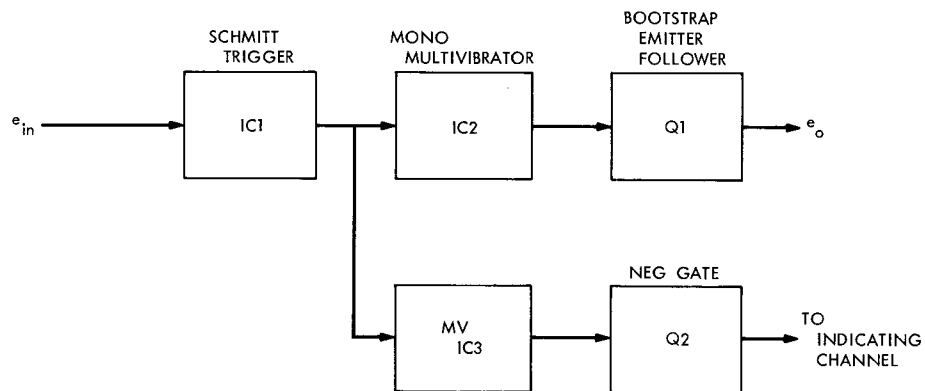 SCHMITT
TRIGGER
MONO
MULTIVIBRATOR
BOOTSTRAP
EMITTER
FOLLOWER
e_in
IC1
IC2
Q1
e_o
NEG GATE
MV
IC3
Q2
TO
INDICATING
CHANNEL